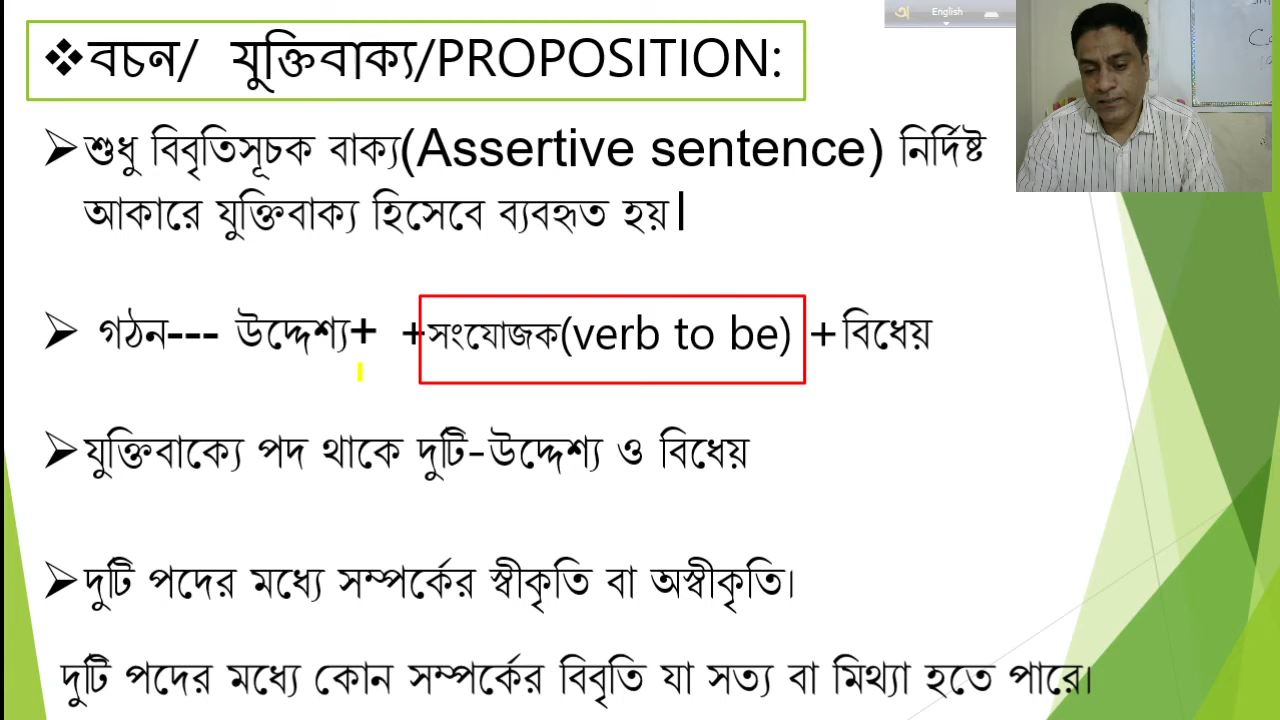 ❖বচন/ যুক্তিবাক্য/PROPOSITION:
➢শুধু বিবৃতিসূচক বাক্য(Assertive sentence) নির্দিষ্ট
আকারে যুক্তিবাক্য হিসেবে ব্যবহৃত হয়|
➢ গঠন--- উদ্দেশ্য+ +সংযোজক(verb to be) +বিধেয়
➢যুক্তিবাক্যে পদ থাকে দুটি-উদ্দেশ্য ও বিধেয়
➢দুটি পদের মধ্যে সম্পর্কের স্বীকৃতি বা অস্বীকৃতি।
দুটি পদের মধ্যে কোন সম্পর্কের বিবৃতি যা সত্য বা মিথ্যা হতে পারে।
অ English